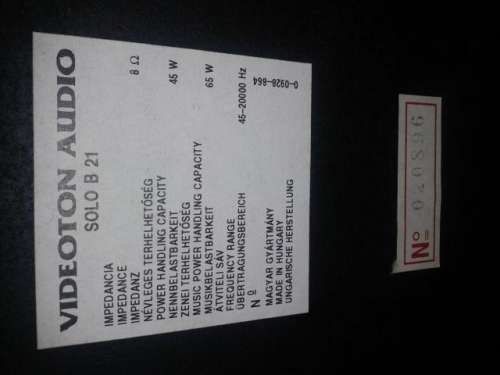 VIDEOTON AUDIO
SOLO B 21
IMPEDANCIA
IMPEDANCE
IMPEDANZ 8 Ω
NÉVLEGES TERHELHETŐSÉG
POWER HANDLING CAPACITY
NENNBELASTBARKEIT 45 W
ZENEI TERHELHETŐSÉG
MUSIC POWER HANDLING CAPACITY
MUSIKBELASTBARKEIT 65 W
ÁTVITELI SÁV
FREQUENCY RANGE
ÜBERTRAGUNGSBEREICH 45-20000 Hz
Nº 0-0928-864
MAGYAR GYÁRTMÁNY
MADE IN HUNGARY
UNGARISCHE HERSTELLUNG
Nº 040896